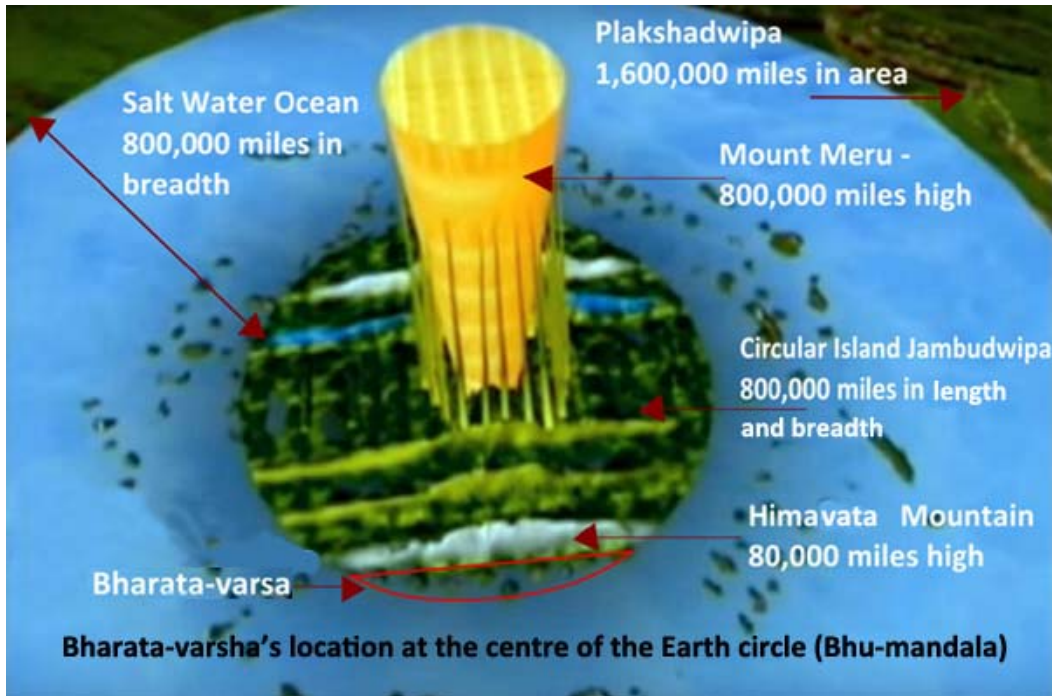 Plakshadwipa
1,600,000 miles in area
Salt Water Ocean
800,000 miles in
breadth
Mount Meru -
800,000 miles high
Circular Island Jambudwipa
800,000 miles in length
and breadth
Himavata Mountain
80,000 miles high
Bharata-varsa
Bharata-varsha's location at the centre of the Earth circle (Bhu-mandala)